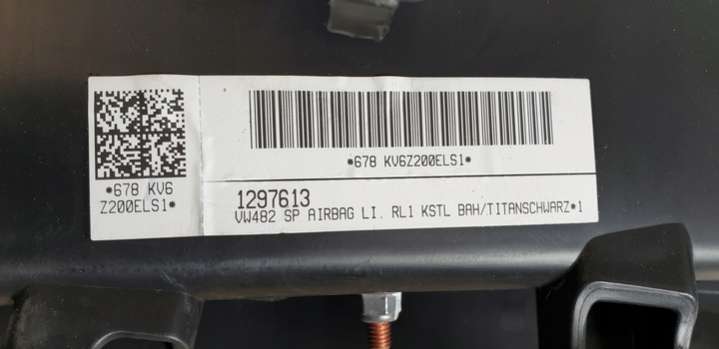 *678 KV6
Z200ELS1*
*678 KV6Z200ELS1*
1297613
VW482 SP AIRBAG LI. RL1 KSTL BAH/TITANSCHWARZ*1